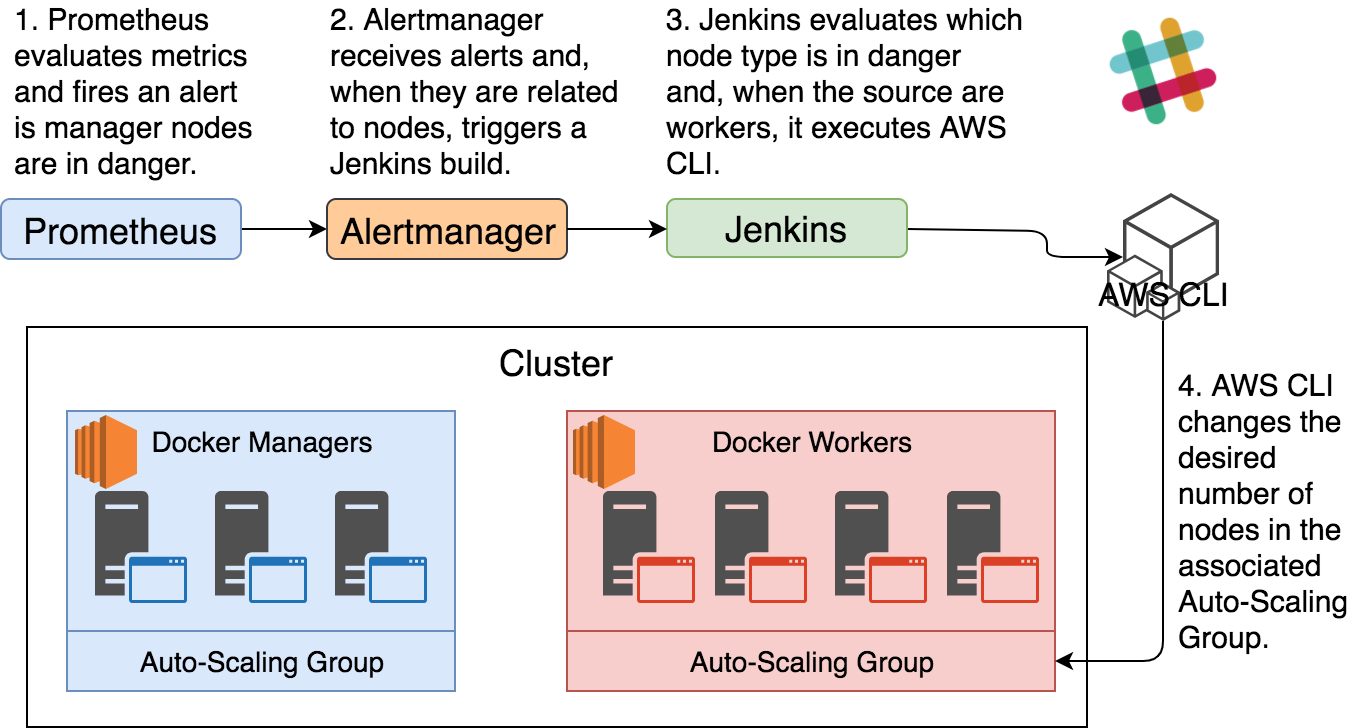 1. Prometheus
evaluates metrics
and fires an alert
is manager nodes
are in danger.
2. Alertmanager
receives alerts and,
when they are related
to nodes, triggers a
Jenkins build.
3. Jenkins evaluates which
node type is in danger
and, when the source are
workers, it executes AWS
CLI.
Prometheus
Alertmanager
Jenkins
AWS CLI
Cluster
Docker Managers
Docker Workers
Auto-Scaling Group
Auto-Scaling Group
4. AWS CLI
changes the
desired
number of
nodes in the
associated
Auto-Scaling
Group.